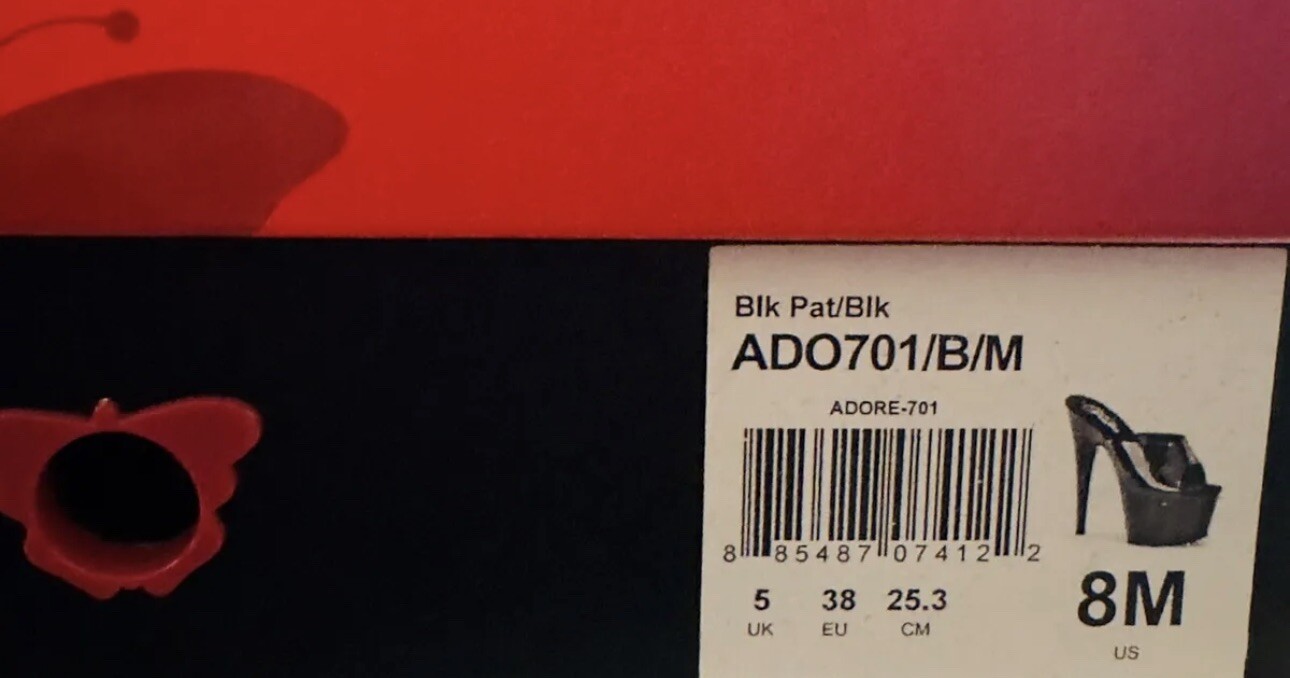 Blk Pat/Blk
ADO701/B/M
ADORE-701
8 85487 07412 2
5 38 25.3
UK EU CM
8M
US